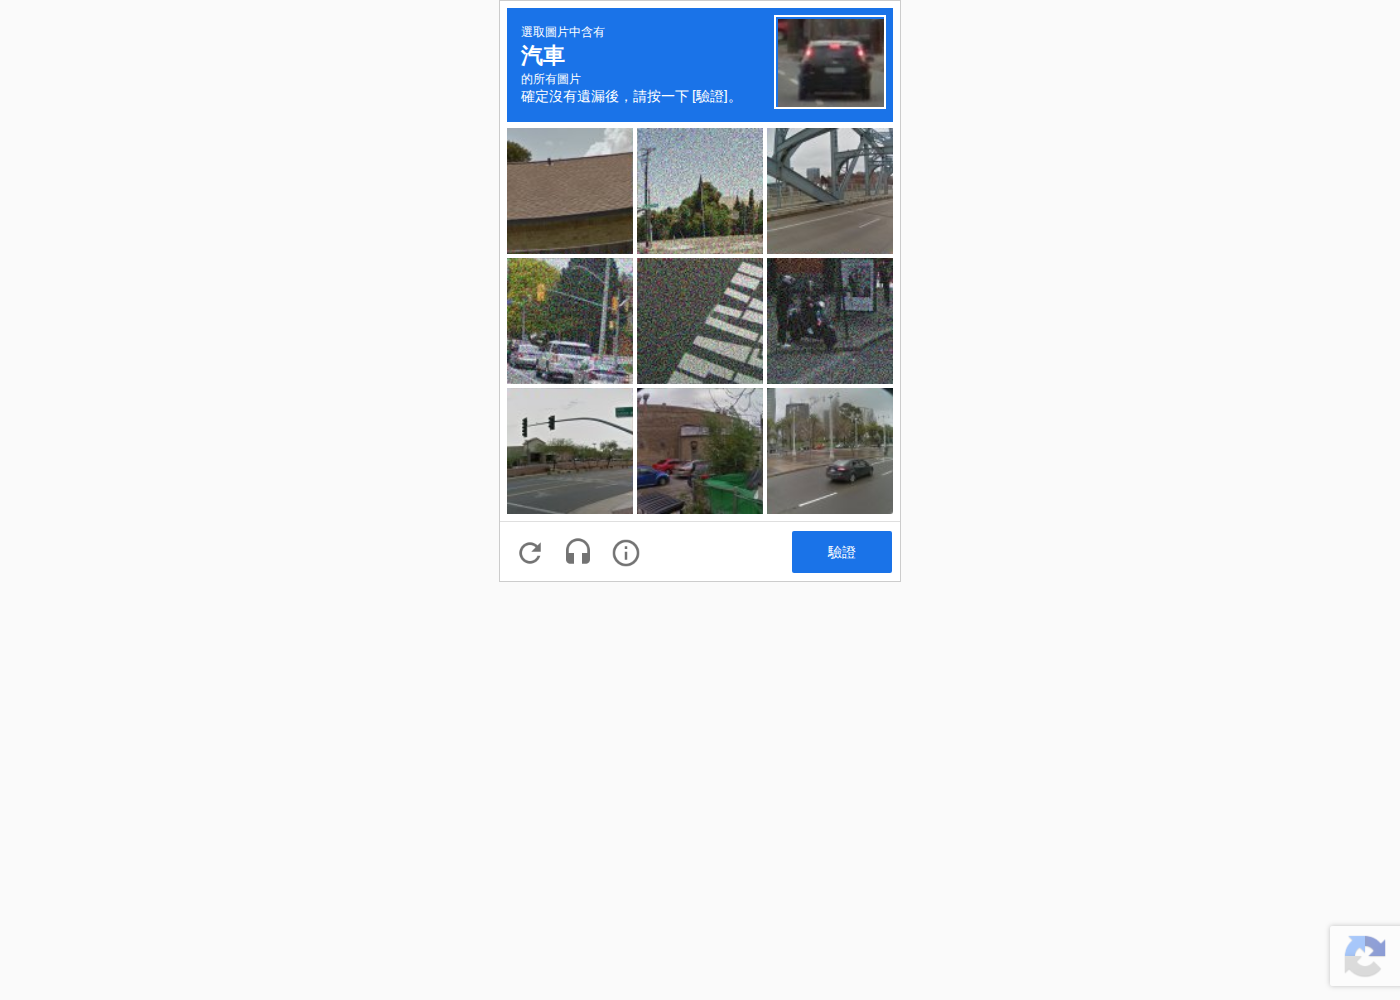 選取圖片中含有
汽車
的所有圖片
確定沒有遺漏後，請按一下 [驗證]。
驗證